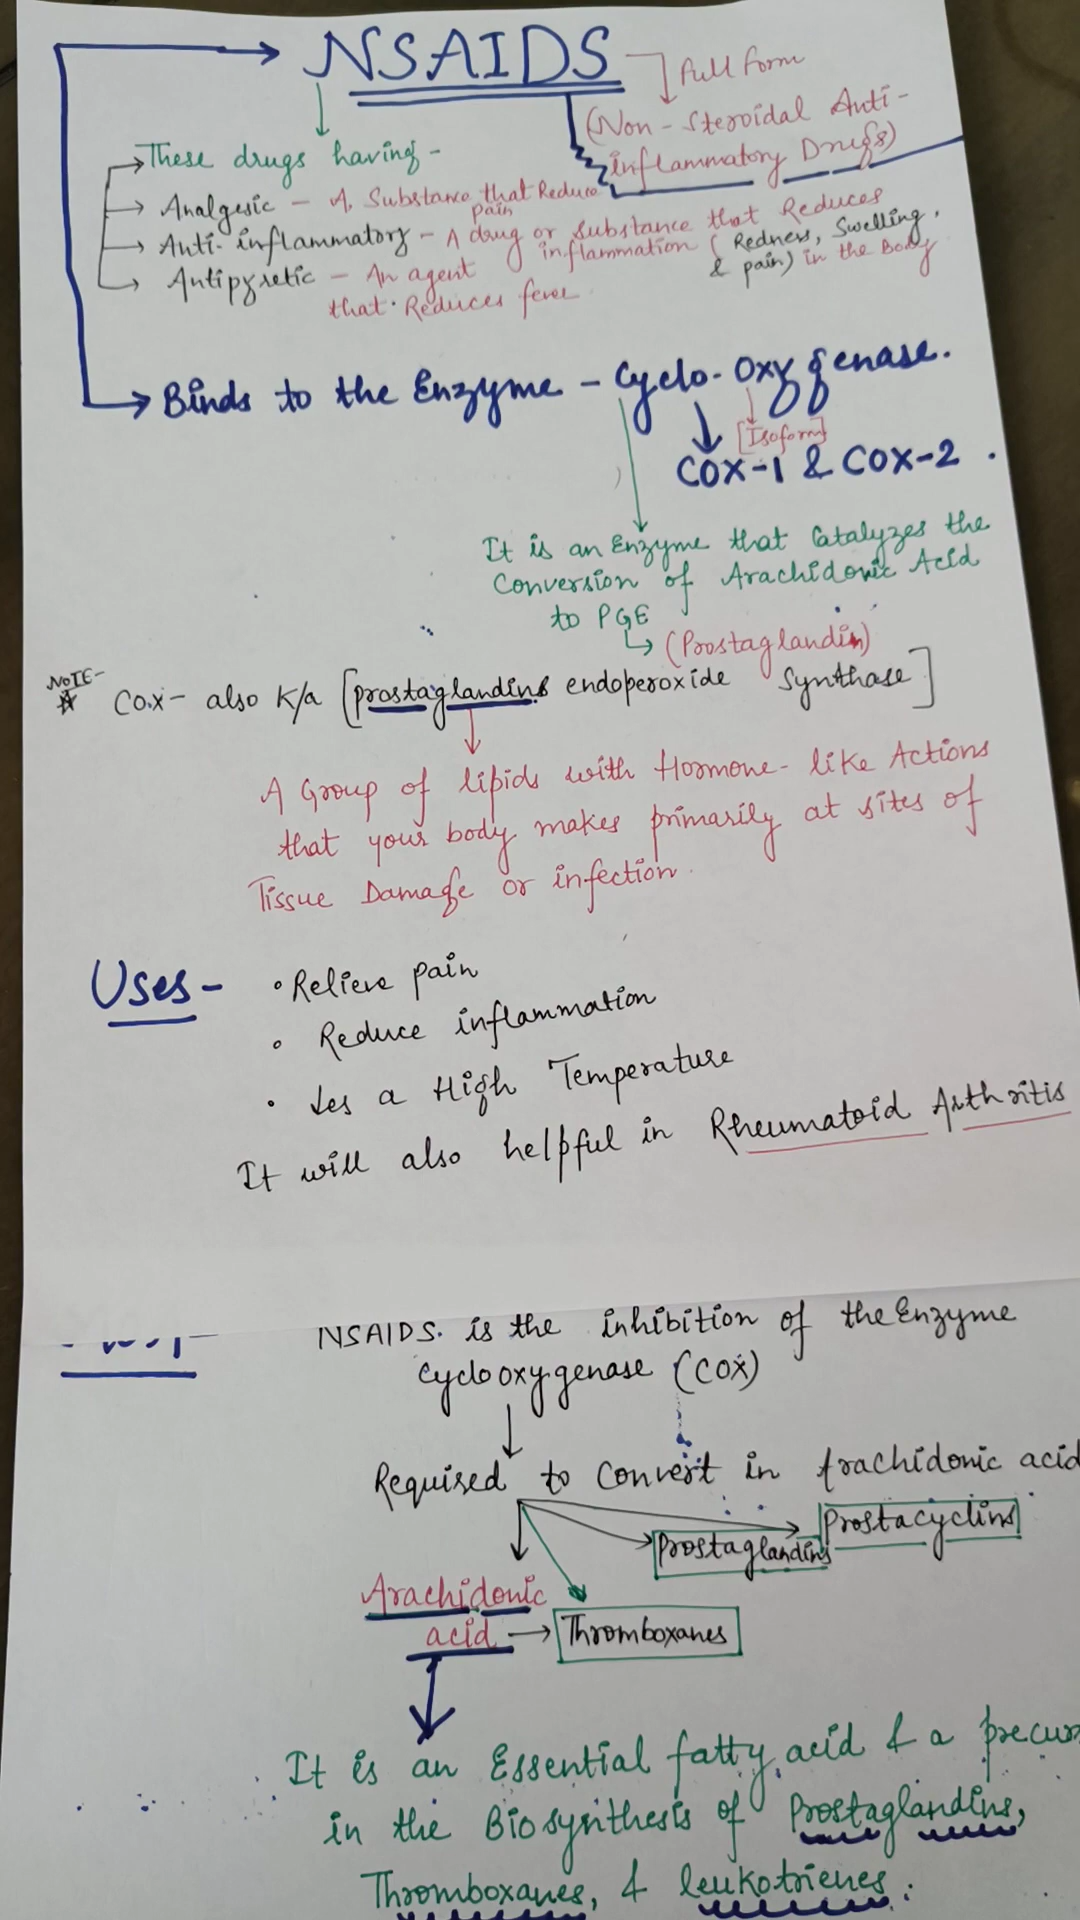 NSAIDS
Full form
(Non-Steroidal Anti-
inflammatory Drugs)
These drugs having-
Analgesic - A Substance that Reduce
pain
Anti-inflammatory - A drug or substance that Reduces
inflammation ( Redness, Swelling,
& pain) in the Body
Antipyretic - An agent
that Reduces fever
Binds to the Enzyme - Cyclo-Oxygenase.
[Isoform]
COX-1 & COX-2.
It is an Enzyme that Catalyzes the
Conversion of Arachidonic Acid
to PGE
(Prostaglandin)
NOTE-
COX- also K/a [prostaglandins endoperoxide Synthase]
A Group of lipids with Hormone-like Actions
that your body makes primarily at sites of
Tissue Damage or infection.
Uses-
• Relieve pain
• Reduce inflammation
• Les a High Temperature
It will also helpful in Rheumatoid Arthritis
NSAIDS. is the inhibition of the Enzyme
Cyclooxygenase (COX)
Required to Convert in Arachidonic acid
Prostacyclins
Prostaglandins
Arachidonic
acid → Thromboxanes
It is an Essential fatty acid & a
in the Biosynthesis of Prostaglandins,
Thromboxanes, & leukotrienes.